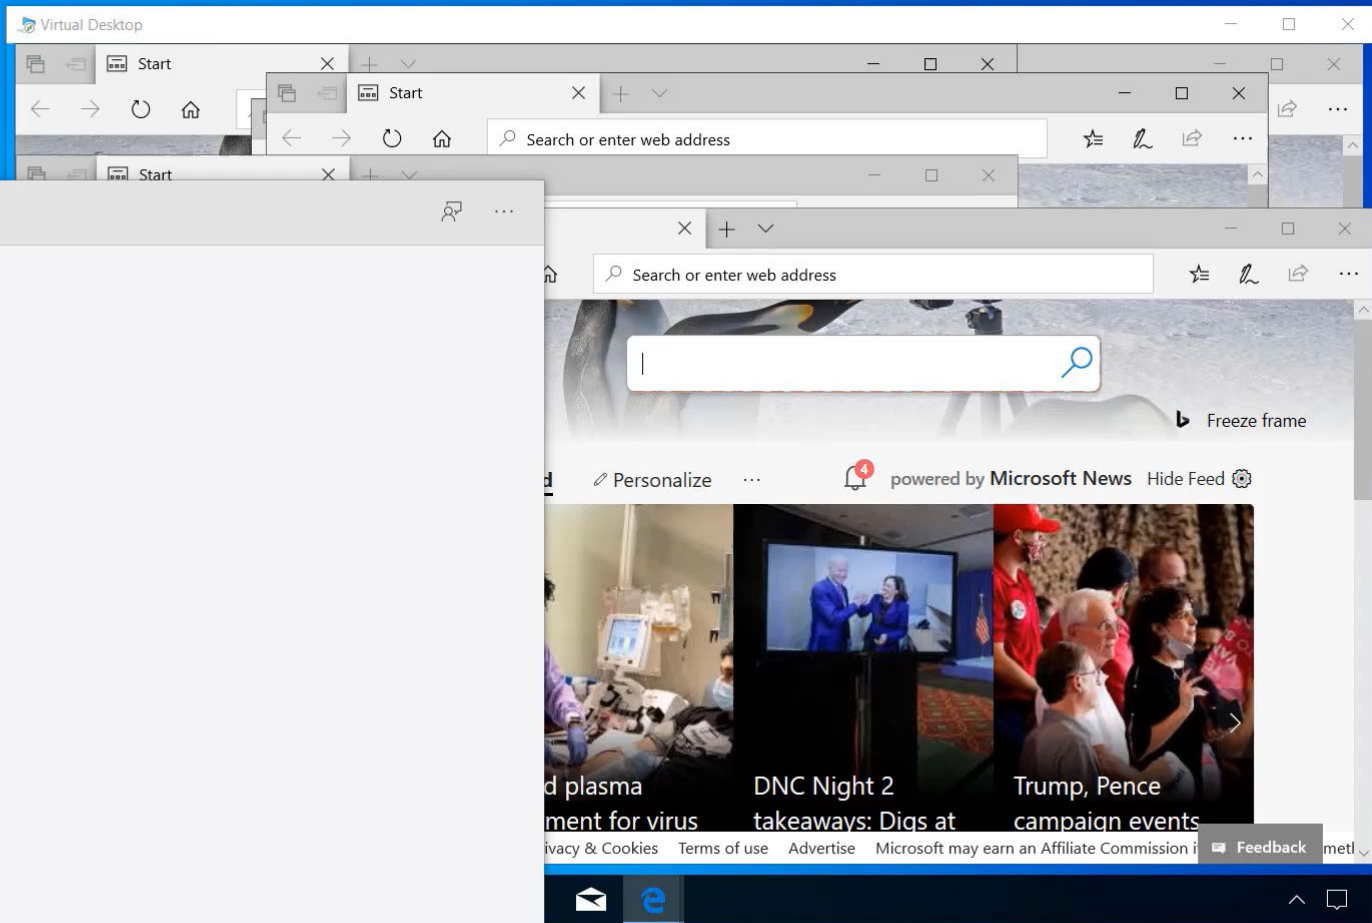 Virtual Desktop
Start
Start
Search or enter web address
Start
Search or enter web address
Freeze frame
d
Personalize
4
powered by Microsoft News
Hide Feed
d plasma
ment for virus
DNC Night 2
takeaways: Digs at
Trump, Pence
campaign events
ivacy & Cookies
Terms of use
Advertise
Microsoft may earn an Affiliate Commission i
Feedback
metl